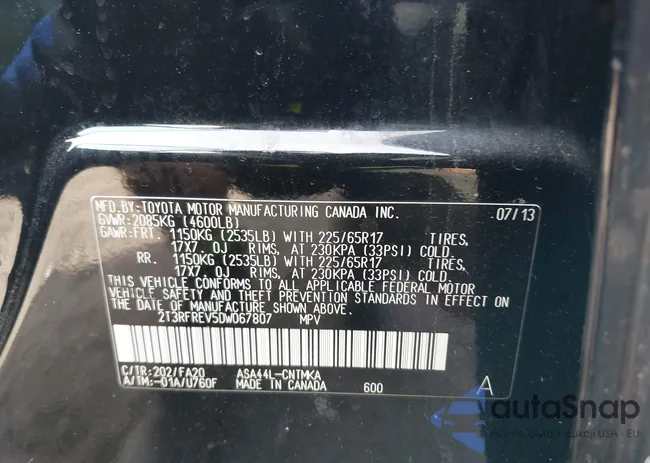 MFD.BY:TOYOTA MOTOR MANUFACTURING CANADA INC. 07/13
GVWR:2085KG (4600LB)
GAWR:FRT. 1150KG (2535LB) WITH 225/65R17 TIRES,
17X7 0J RIMS, AT 230KPA (33PSI) COLD.
RR. 1150KG (2535LB) WITH 225/65R17 TIRES,
17X7 0J RIMS, AT 230KPA (33PSI) COLD.
THIS VEHICLE CONFORMS TO ALL APPLICABLE FEDERAL MOTOR
VEHICLE SAFETY AND THEFT PREVENTION STANDARDS IN EFFECT
ON THE DATE OF MANUFACTURE SHOWN ABOVE.
2T3RFREV5DW067807 MPV
C/TR:202/FA20 ASA44L-CNTMKA
A/TM:-01A/U760F MADE IN CANADA 600 A
autaSnap
USA · EU